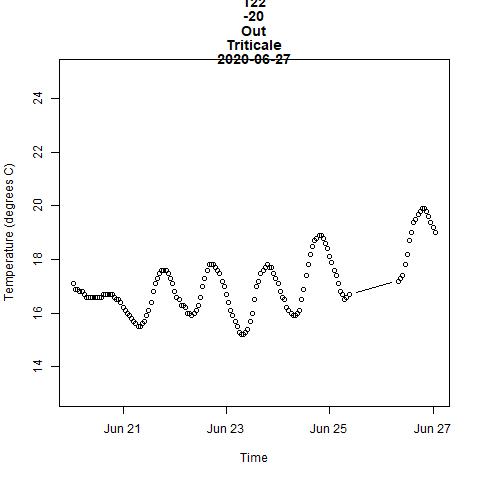 122
-20
Out
Triticale
2020-06-27
24
22
20
18
16
14
Temperature (degrees C)
Jun 21
Jun 23
Jun 25
Jun 27
Time